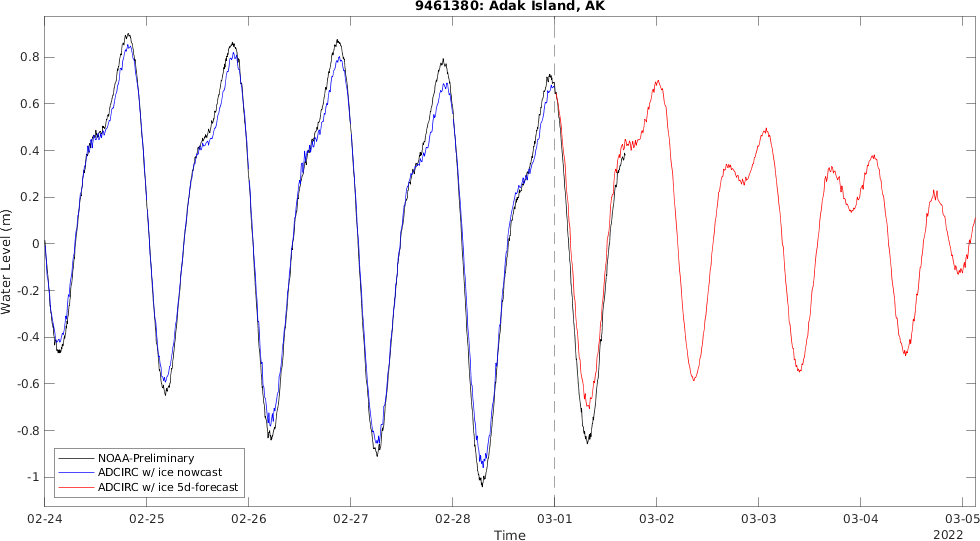 9461380: Adak Island, AK
Water Level (m)
0.8
0.6
0.4
0.2
0
-0.2
-0.4
-0.6
-0.8
-1
NOAA-Preliminary
ADCIRC w/ ice nowcast
ADCIRC w/ ice 5d-forecast
02-24 02-25 02-26 02-27 02-28 03-01 03-02 03-03 03-04 03-05
Time 2022